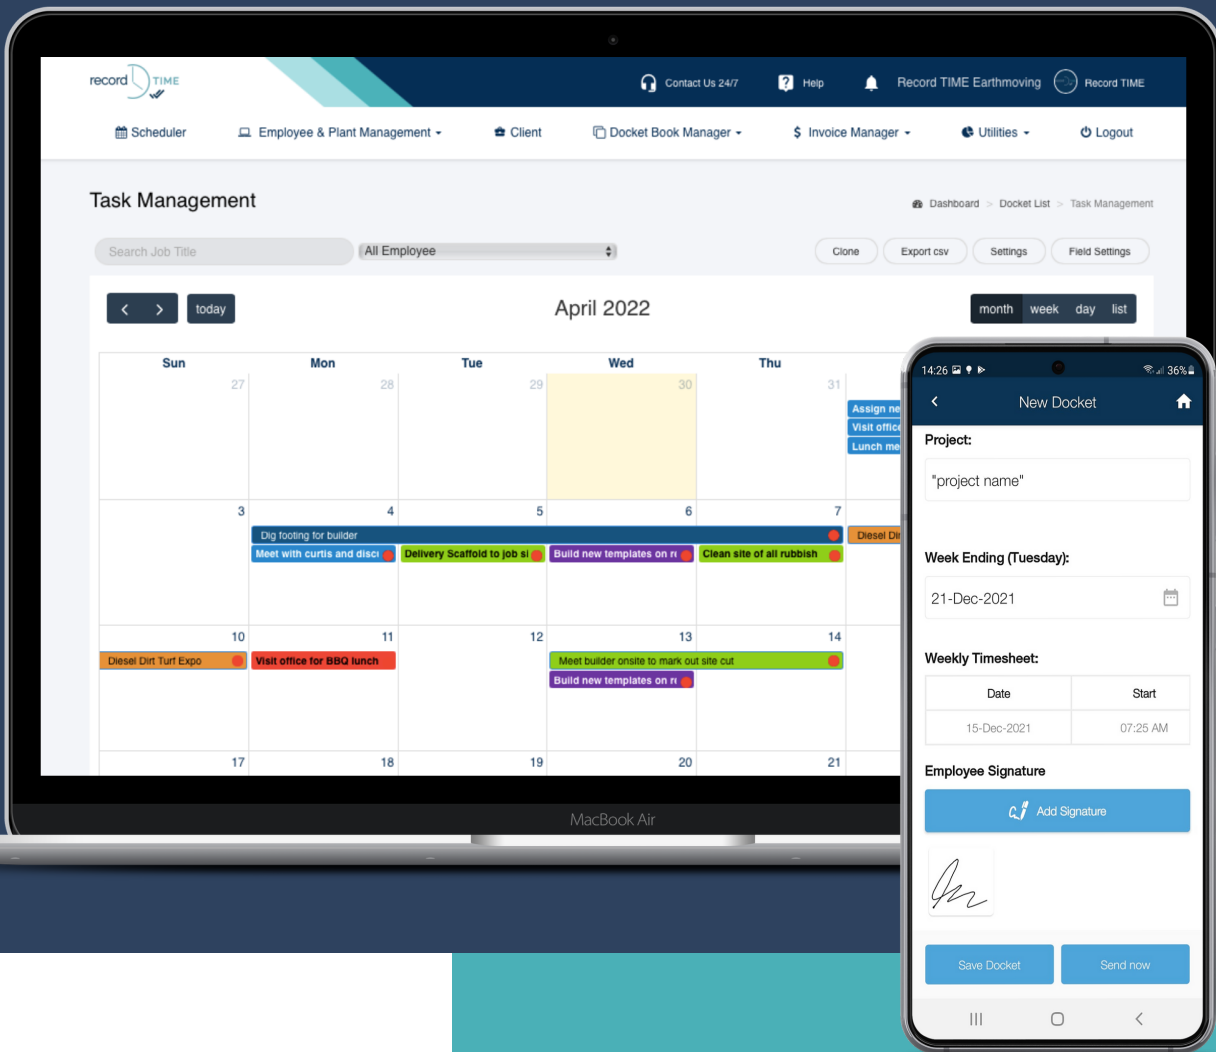 record TIME
Contact Us 24/7
Help
Record TIME Earthmoving
Record TIME
Scheduler
Employee & Plant Management
Client
Docket Book Manager
$ Invoice Manager
Utilities
Logout
Task Management
Dashboard > Docket List > Task Management
Search Job Title
All Employee
Clone
Export csv
Settings
Field Settings
< > today
April 2022
month week day list
Sun Mon Tue Wed Thu
27 28 29 30 31
Assign ne
Visit office
Lunch me
3 4 5 6 7
Dig footing for builder
Diesel Dir
Meet with curtis and disc
Delivery Scaffold to job si
Build new templates on
Clean site of all rubbish
10 11 12 13 14
Diesel Dirt Turf Expo
Visit office for BBQ lunch
Meet builder onsite to mark out site cut
Build new templates on
17 18 19 20 21
MacBook Air
14:26
36%
< New Docket
Project:
"project name"
Week Ending (Tuesday):
21-Dec-2021
Weekly Timesheet:
Date Start
15-Dec-2021 07:25 AM
Employee Signature
Add Signature
Save Docket
Send now